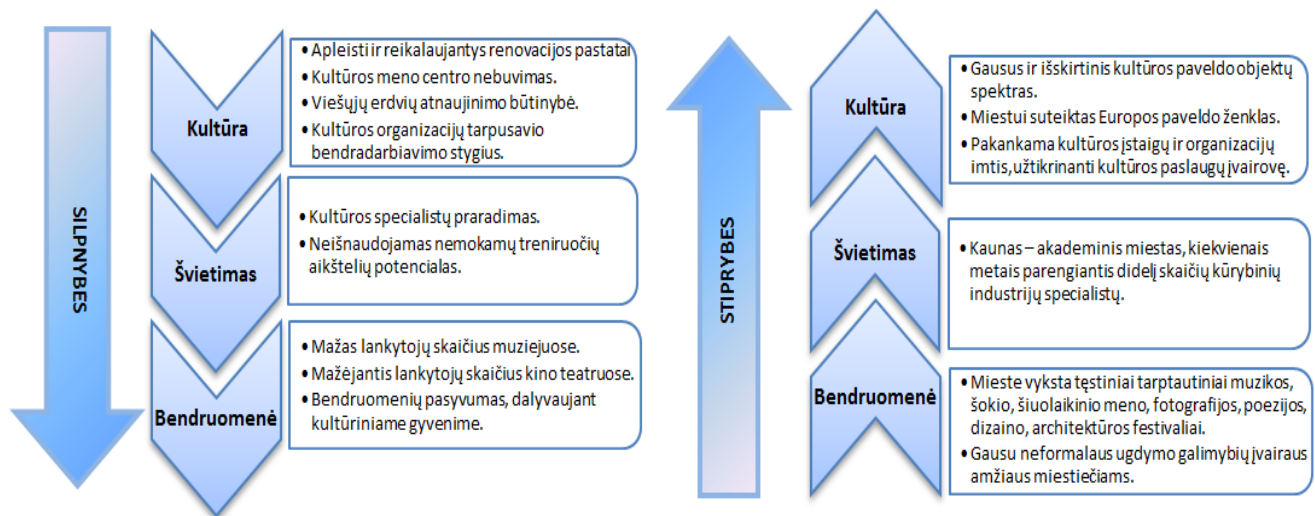 SILPNYBES
Kultūra
• Apleisti ir reikalaujantys renovacijos pastatai
• Kultūros meno centro nebuvimas.
• Viešųjų erdvių atnaujinimo būtinybė.
• Kultūros organizacijų tarpusavio
bendradarbiavimo stygius.
Švietimas
• Kultūros specialistų praradimas.
• Neišnaudojamas nemokamų treniruočių
aikštelių potencialas.
Bendruomenė
• Mažas lankytojų skaičius muziejuose.
• Mažėjantis lankytojų skaičius kino teatruose.
• Bendruomenių pasyvumas, dalyvaujant
kultūriniame gyvenime.
STIPRYBES
Kultūra
• Gausus ir išskirtinis kultūros paveldo objektų
spektras.
• Miestui suteiktas Europos paveldo ženklas.
• Pakankama kultūros įstaigų ir organizacijų
imtis, užtikrinanti kultūros paslaugų įvairovę.
Švietimas
• Kaunas – akademinis miestas, kiekvienais
metais parengiantis didelį skaičių kūrybinių
industrijų specialistų.
Bendruomenė
• Mieste vyksta tęstiniai tarptautiniai muzikos,
šokio, šiuolaikinio meno, fotografijos, poezijos,
dizaino, architektūros festivaliai.
• Gausu neformalaus ugdymo galimybių įvairaus
amžiaus miestiečiams.